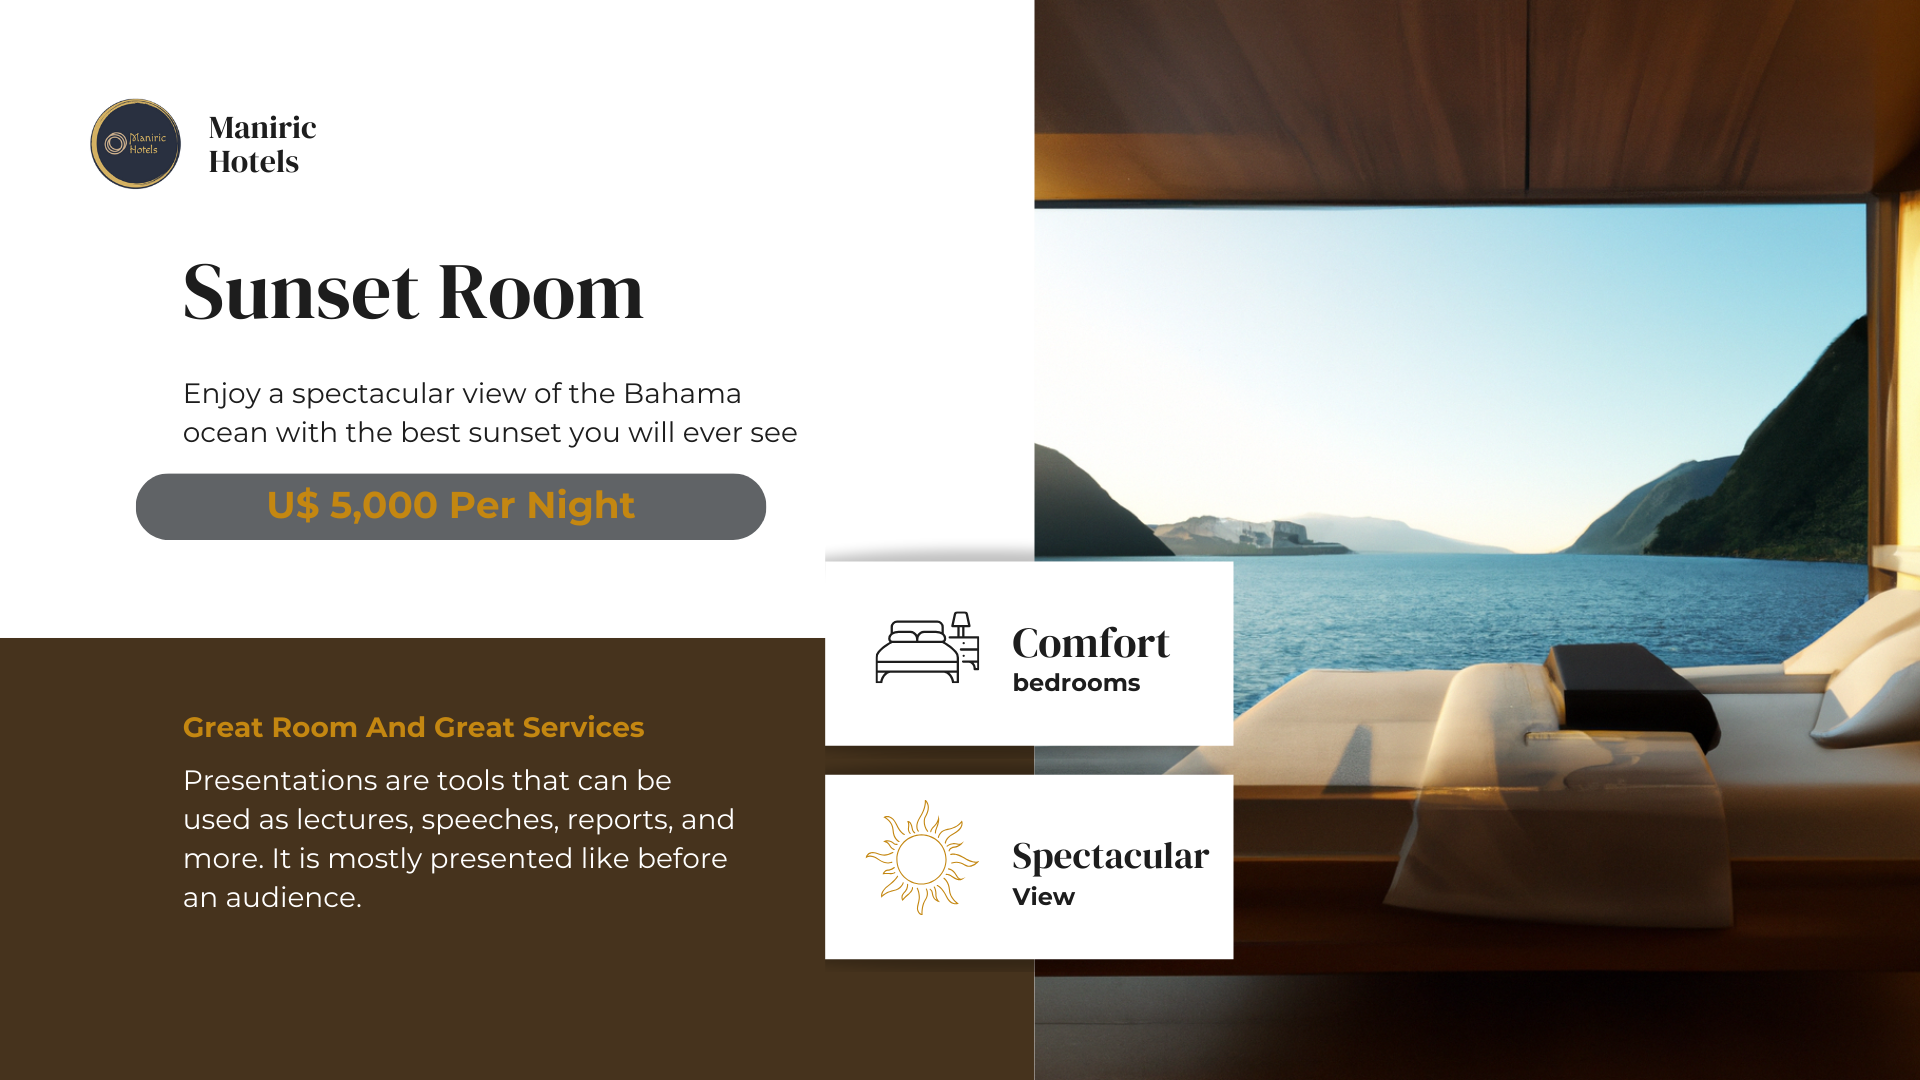 Maniric
Hotels
Maniric
Hotels
Sunset Room
Enjoy a spectacular view of the Bahama
ocean with the best sunset you will ever see
U$ 5,000 Per Night
Comfort
bedrooms
Great Room And Great Services
Presentations are tools that can be
used as lectures, speeches, reports, and
more. It is mostly presented like before
an audience.
Spectacular
View